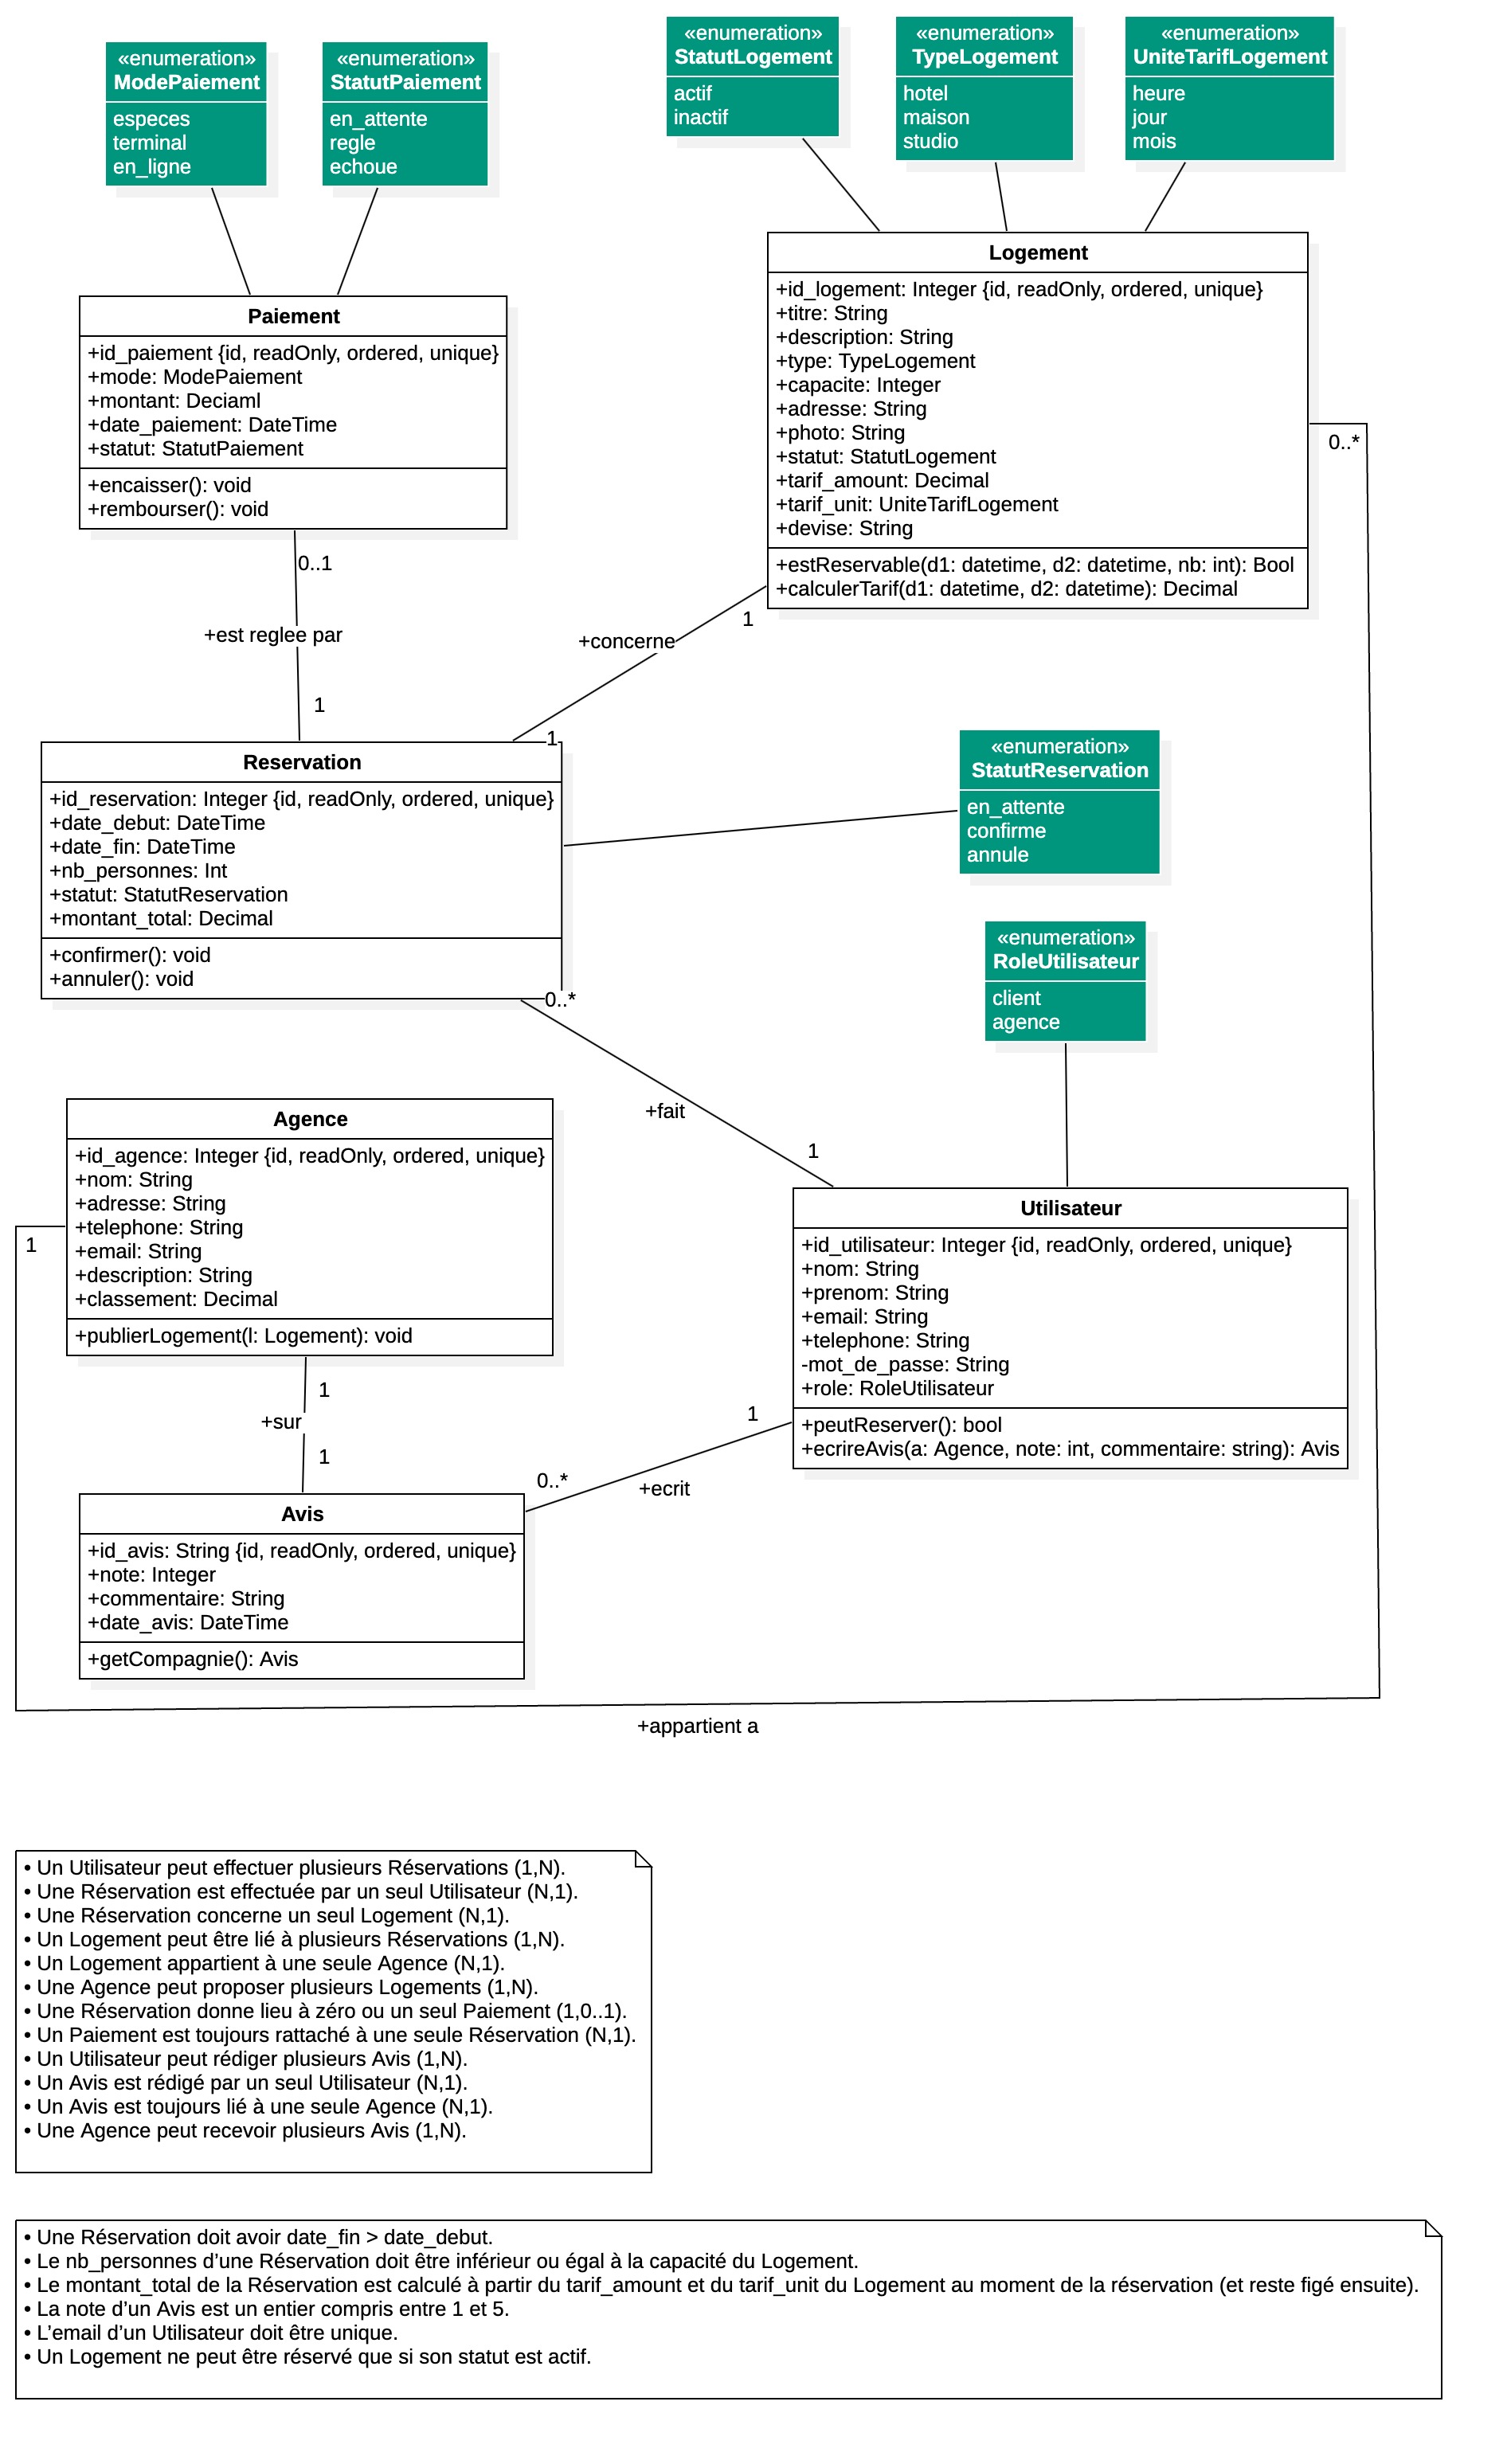 «enumeration»
ModePaiement
especes
terminal
en_ligne
«enumeration»
StatutPaiement
en_attente
regle
echoue
«enumeration»
StatutLogement
actif
inactif
«enumeration»
TypeLogement
hotel
maison
studio
«enumeration»
UniteTarifLogement
heure
jour
mois
Paiement
+id_paiement {id, readOnly, ordered, unique}
+mode: ModePaiement
+montant: Deciaml
+date_paiement: DateTime
+statut: StatutPaiement
+encaisser(): void
+rembourser(): void
Logement
+id_logement: Integer {id, readOnly, ordered, unique}
+titre: String
+description: String
+type: TypeLogement
+capacite: Integer
+adresse: String
+photo: String
+statut: StatutLogement
+tarif_amount: Decimal
+tarif_unit: UniteTarifLogement
+devise: String
+estReservable(d1: datetime, d2: datetime, nb: int): Bool
+calculerTarif(d1: datetime, d2: datetime): Decimal
0..*
0..1
+est reglee par
1
1
+concerne
1
Reservation
+id_reservation: Integer {id, readOnly, ordered, unique}
+date_debut: DateTime
+date_fin: DateTime
+nb_personnes: Int
+statut: StatutReservation
+montant_total: Decimal
+confirmer(): void
+annuler(): void
«enumeration»
StatutReservation
en_attente
confirme
annule
«enumeration»
RoleUtilisateur
client
agence
0..*
+fait
1
Agence
+id_agence: Integer {id, readOnly, ordered, unique}
+nom: String
+adresse: String
+telephone: String
+email: String
+description: String
+classement: Decimal
+publierLogement(l: Logement): void
1
Utilisateur
+id_utilisateur: Integer {id, readOnly, ordered, unique}
+nom: String
+prenom: String
+email: String
+telephone: String
-mot_de_passe: String
+role: RoleUtilisateur
+peutReserver(): bool
+ecrireAvis(a: Agence, note: int, commentaire: string): Avis
1
+sur
1
1
0..*
+ecrit
Avis
+id_avis: String {id, readOnly, ordered, unique}
+note: Integer
+commentaire: String
+date_avis: DateTime
+getCompagnie(): Avis
+appartient a
• Un Utilisateur peut effectuer plusieurs Réservations (1,N).
• Une Réservation est effectuée par un seul Utilisateur (N,1).
• Une Réservation concerne un seul Logement (N,1).
• Un Logement peut être lié à plusieurs Réservations (1,N).
• Un Logement appartient à une seule Agence (N,1).
• Une Agence peut proposer plusieurs Logements (1,N).
• Une Réservation donne lieu à zéro ou un seul Paiement (1,0..1).
• Un Paiement est toujours rattaché à une seule Réservation (N,1).
• Un Utilisateur peut rédiger plusieurs Avis (1,N).
• Un Avis est rédigé par un seul Utilisateur (N,1).
• Un Avis est toujours lié à une seule Agence (N,1).
• Une Agence peut recevoir plusieurs Avis (1,N).
• Une Réservation doit avoir date_fin > date_debut.
• Le nb_personnes d’une Réservation doit être inférieur ou égal à la capacité du Logement.
• Le montant_total de la Réservation est calculé à partir du tarif_amount et du tarif_unit du Logement au moment de la réservation (et reste figé ensuite).
• La note d’un Avis est un entier compris entre 1 et 5.
• L’email d’un Utilisateur doit être unique.
• Un Logement ne peut être réservé que si son statut est actif.